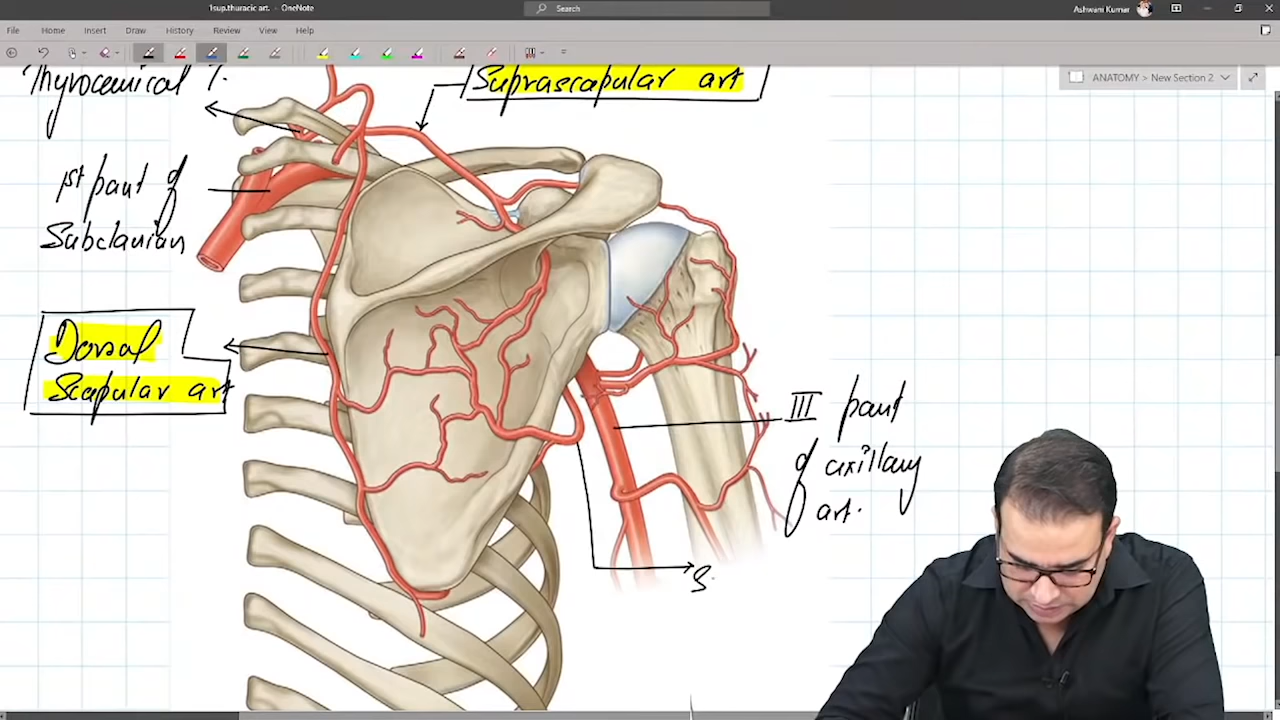 1sup.thoracic art. - OneNote
Search
Ashwani Kumar
File Home Insert Draw History Review View Help
ANATOMY > New Section 2
Thyrocervical T.
Suprascapular art
1st part of
Subclavian
Dorsal
Scapular art
III part
of axillary
art.
S.